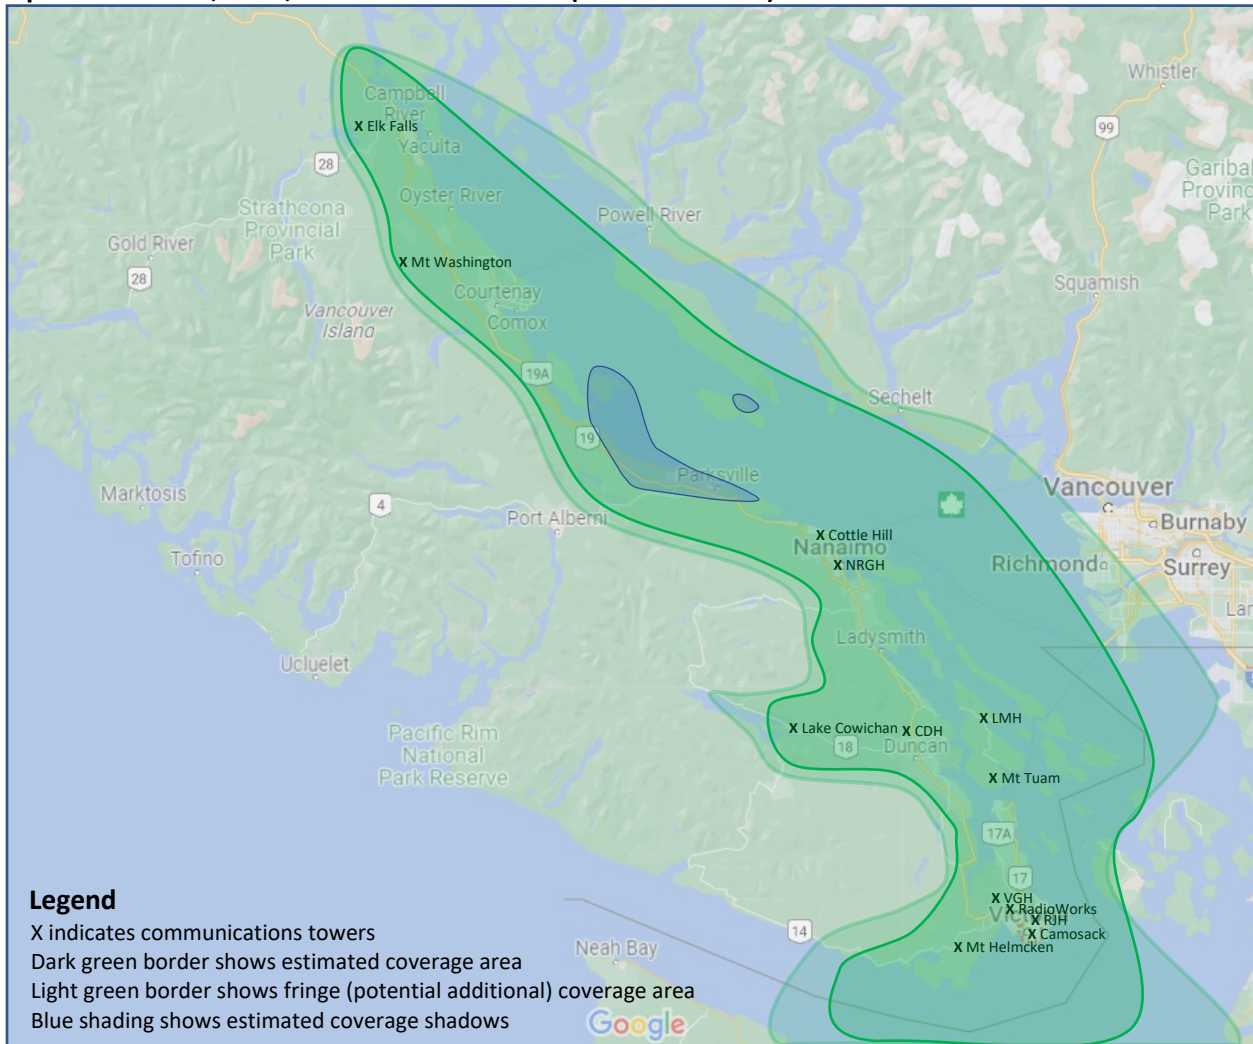 Whistler
99
Campbell
River
X Elk Falls
Yaculta
28
Garibal
Provinc
Park
Strathcona
Provincial
Park
Oyster River
Powell River
Gold River
28
X Mt Washington
Squamish
Courtenay
Comox
Vancouver
Island
19A
Sechelt
19
Parksville
Vancouver
Marktosis
4
Port Alberni
Burnaby
X Cottle Hill
Nanaimo
X NRGH
Richmond
Surrey
Tofino
Lar
Ladysmith
Ucluelet
X LMH
X Lake Cowichan
X CDH
18
Duncan
Pacific Rim
National
Park Reserve
X Mt Tuam
17A
17
X VGH
X RadioWorks
X RJH
X Camosack
14
Neah Bay
X Mt Helmcken
Legend
X indicates communications towers
Dark green border shows estimated coverage area
Light green border shows fringe (potential additional) coverage area
Blue shading shows estimated coverage shadows
Google